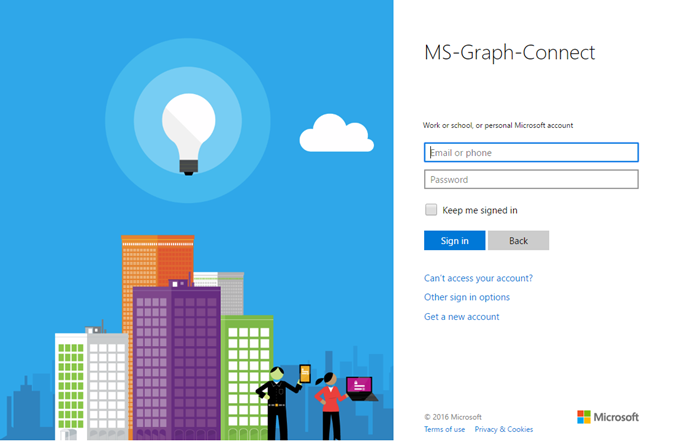 MS-Graph-Connect
Work or school, or personal Microsoft account
Email or phone
Password
Keep me signed in
Sign in Back
Can't access your account?
Other sign in options
Get a new account
© 2016 Microsoft
Terms of use Privacy & Cookies
Microsoft